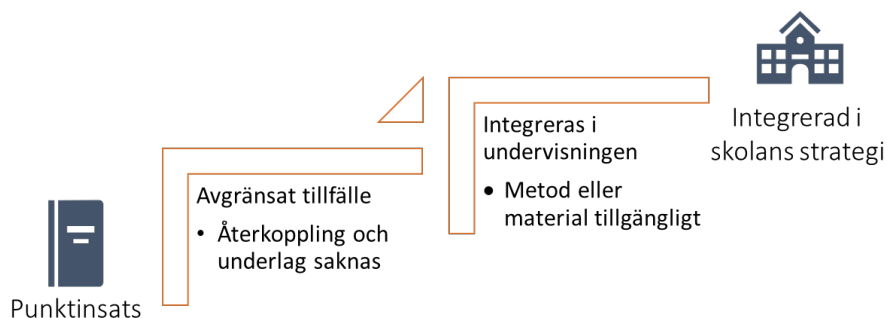 Punktinsats
Avgränsat tillfälle
• Återkoppling och
underlag saknas
Integreras i
undervisningen
• Metod eller
material tillgängligt
Integrerad i
skolans strategi